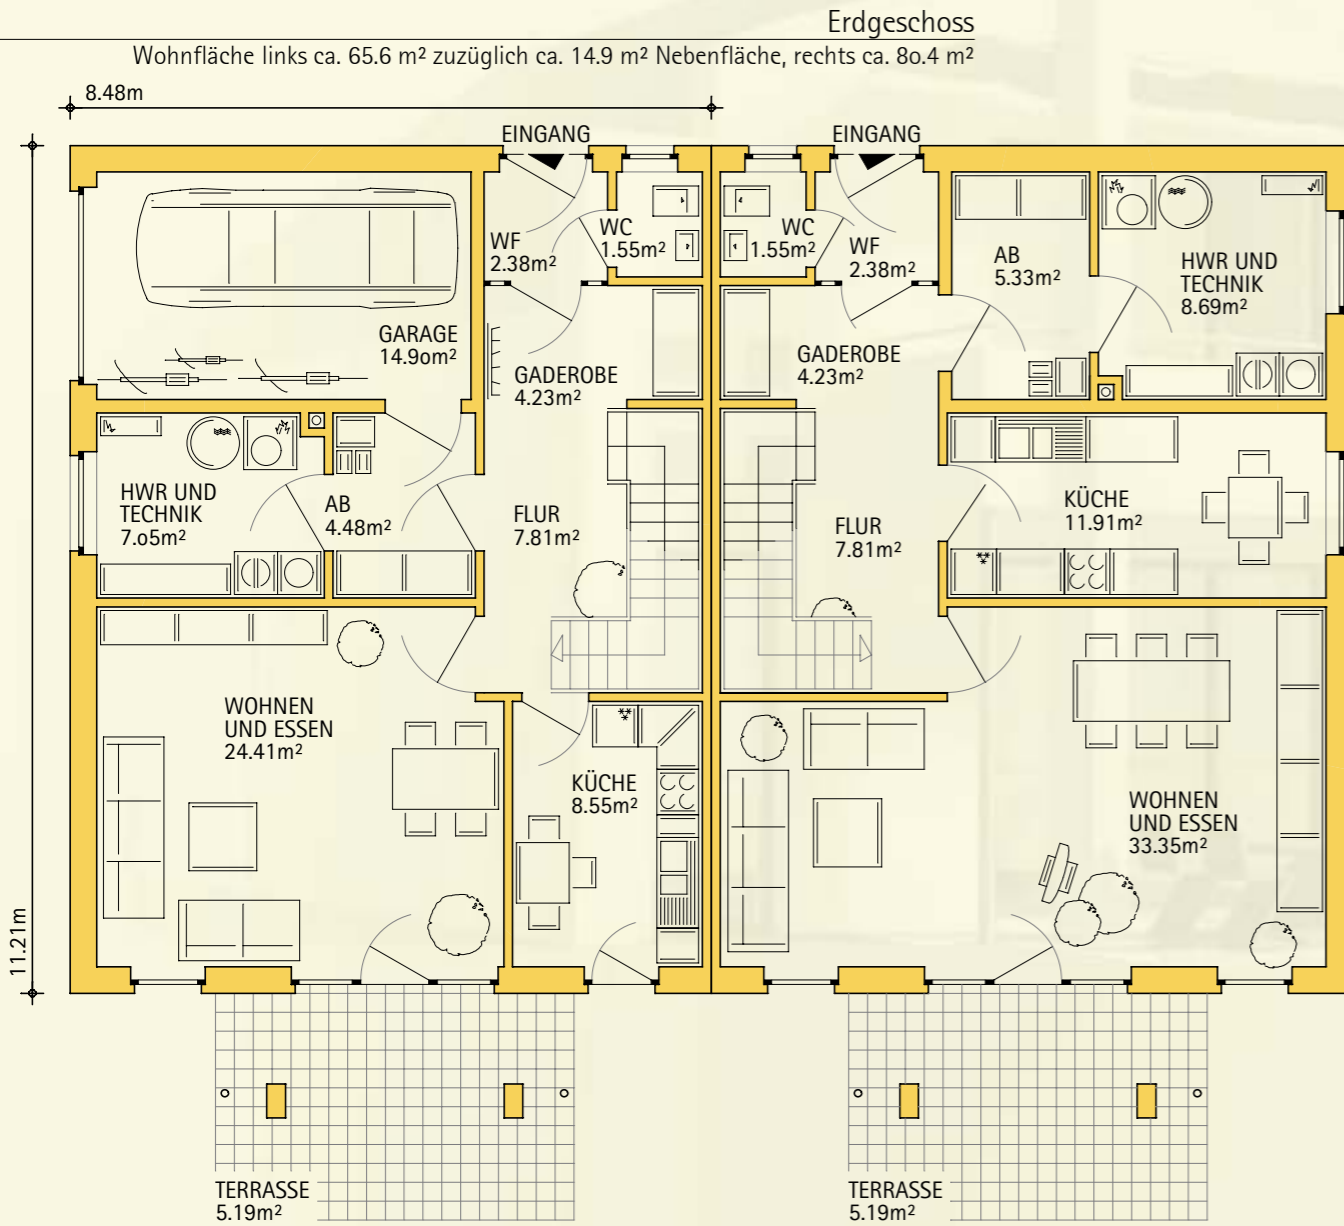 Erdgeschoss
Wohnfläche links ca. 65.6 m² zuzüglich ca. 14.9 m² Nebenfläche, rechts ca. 80.4 m²
8.48m
11.21m
EINGANG
WF
2.38m²
WC
1.55m²
GARAGE
14.90m²
GADEROBE
4.23m²
HWR UND
TECHNIK
7.05m²
AB
4.48m²
FLUR
7.81m²
WOHNEN
UND ESSEN
24.41m²
KÜCHE
8.55m²
TERRASSE
5.19m²
EINGANG
WC
1.55m²
WF
2.38m²
AB
5.33m²
HWR UND
TECHNIK
8.69m²
GADEROBE
4.23m²
FLUR
7.81m²
KÜCHE
11.91m²
WOHNEN
UND ESSEN
33.35m²
TERRASSE
5.19m²